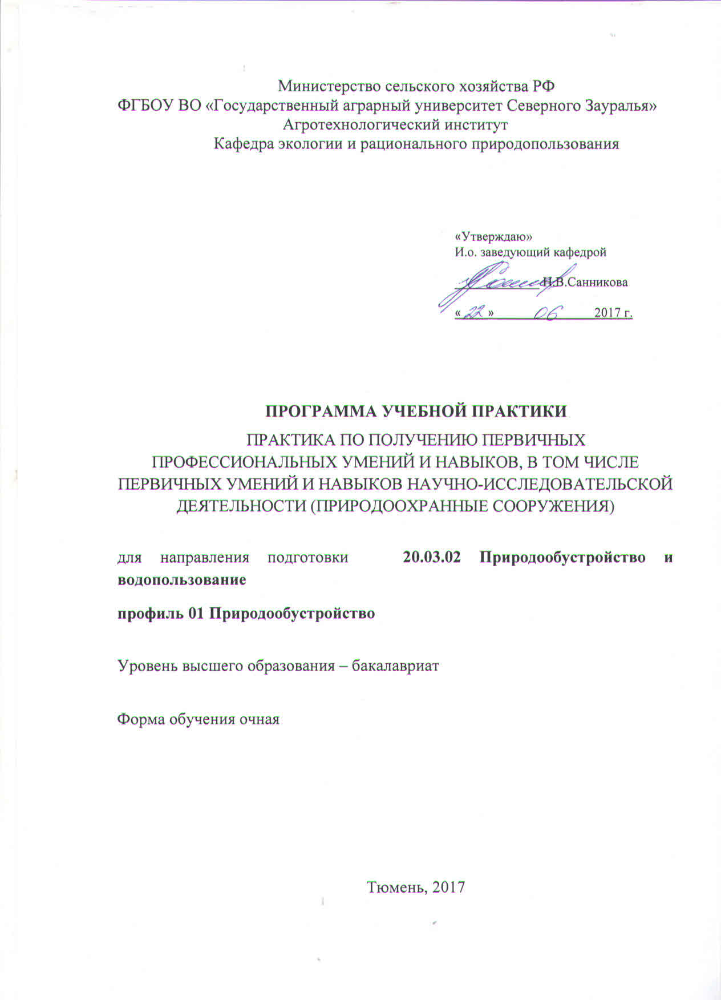 Министерство сельского хозяйства РФ
ФГБОУ ВО «Государственный аграрный университет Северного Зауралья»
Агротехнологический институт
Кафедра экологии и рационального природопользования
«Утверждаю»
И.о. заведующий кафедрой
Н.В.Санникова
« 22 » 06 2017 г.
ПРОГРАММА УЧЕБНОЙ ПРАКТИКИ
ПРАКТИКА ПО ПОЛУЧЕНИЮ ПЕРВИЧНЫХ
ПРОФЕССИОНАЛЬНЫХ УМЕНИЙ И НАВЫКОВ, В ТОМ ЧИСЛЕ
ПЕРВИЧНЫХ УМЕНИЙ И НАВЫКОВ НАУЧНО-ИССЛЕДОВАТЕЛЬСКОЙ
ДЕЯТЕЛЬНОСТИ (ПРИРОДООХРАННЫЕ СООРУЖЕНИЯ)
для направления подготовки 20.03.02 Природообустройство и
водопользование
профиль 01 Природообустройство
Уровень высшего образования – бакалавриат
Форма обучения очная
Тюмень, 2017